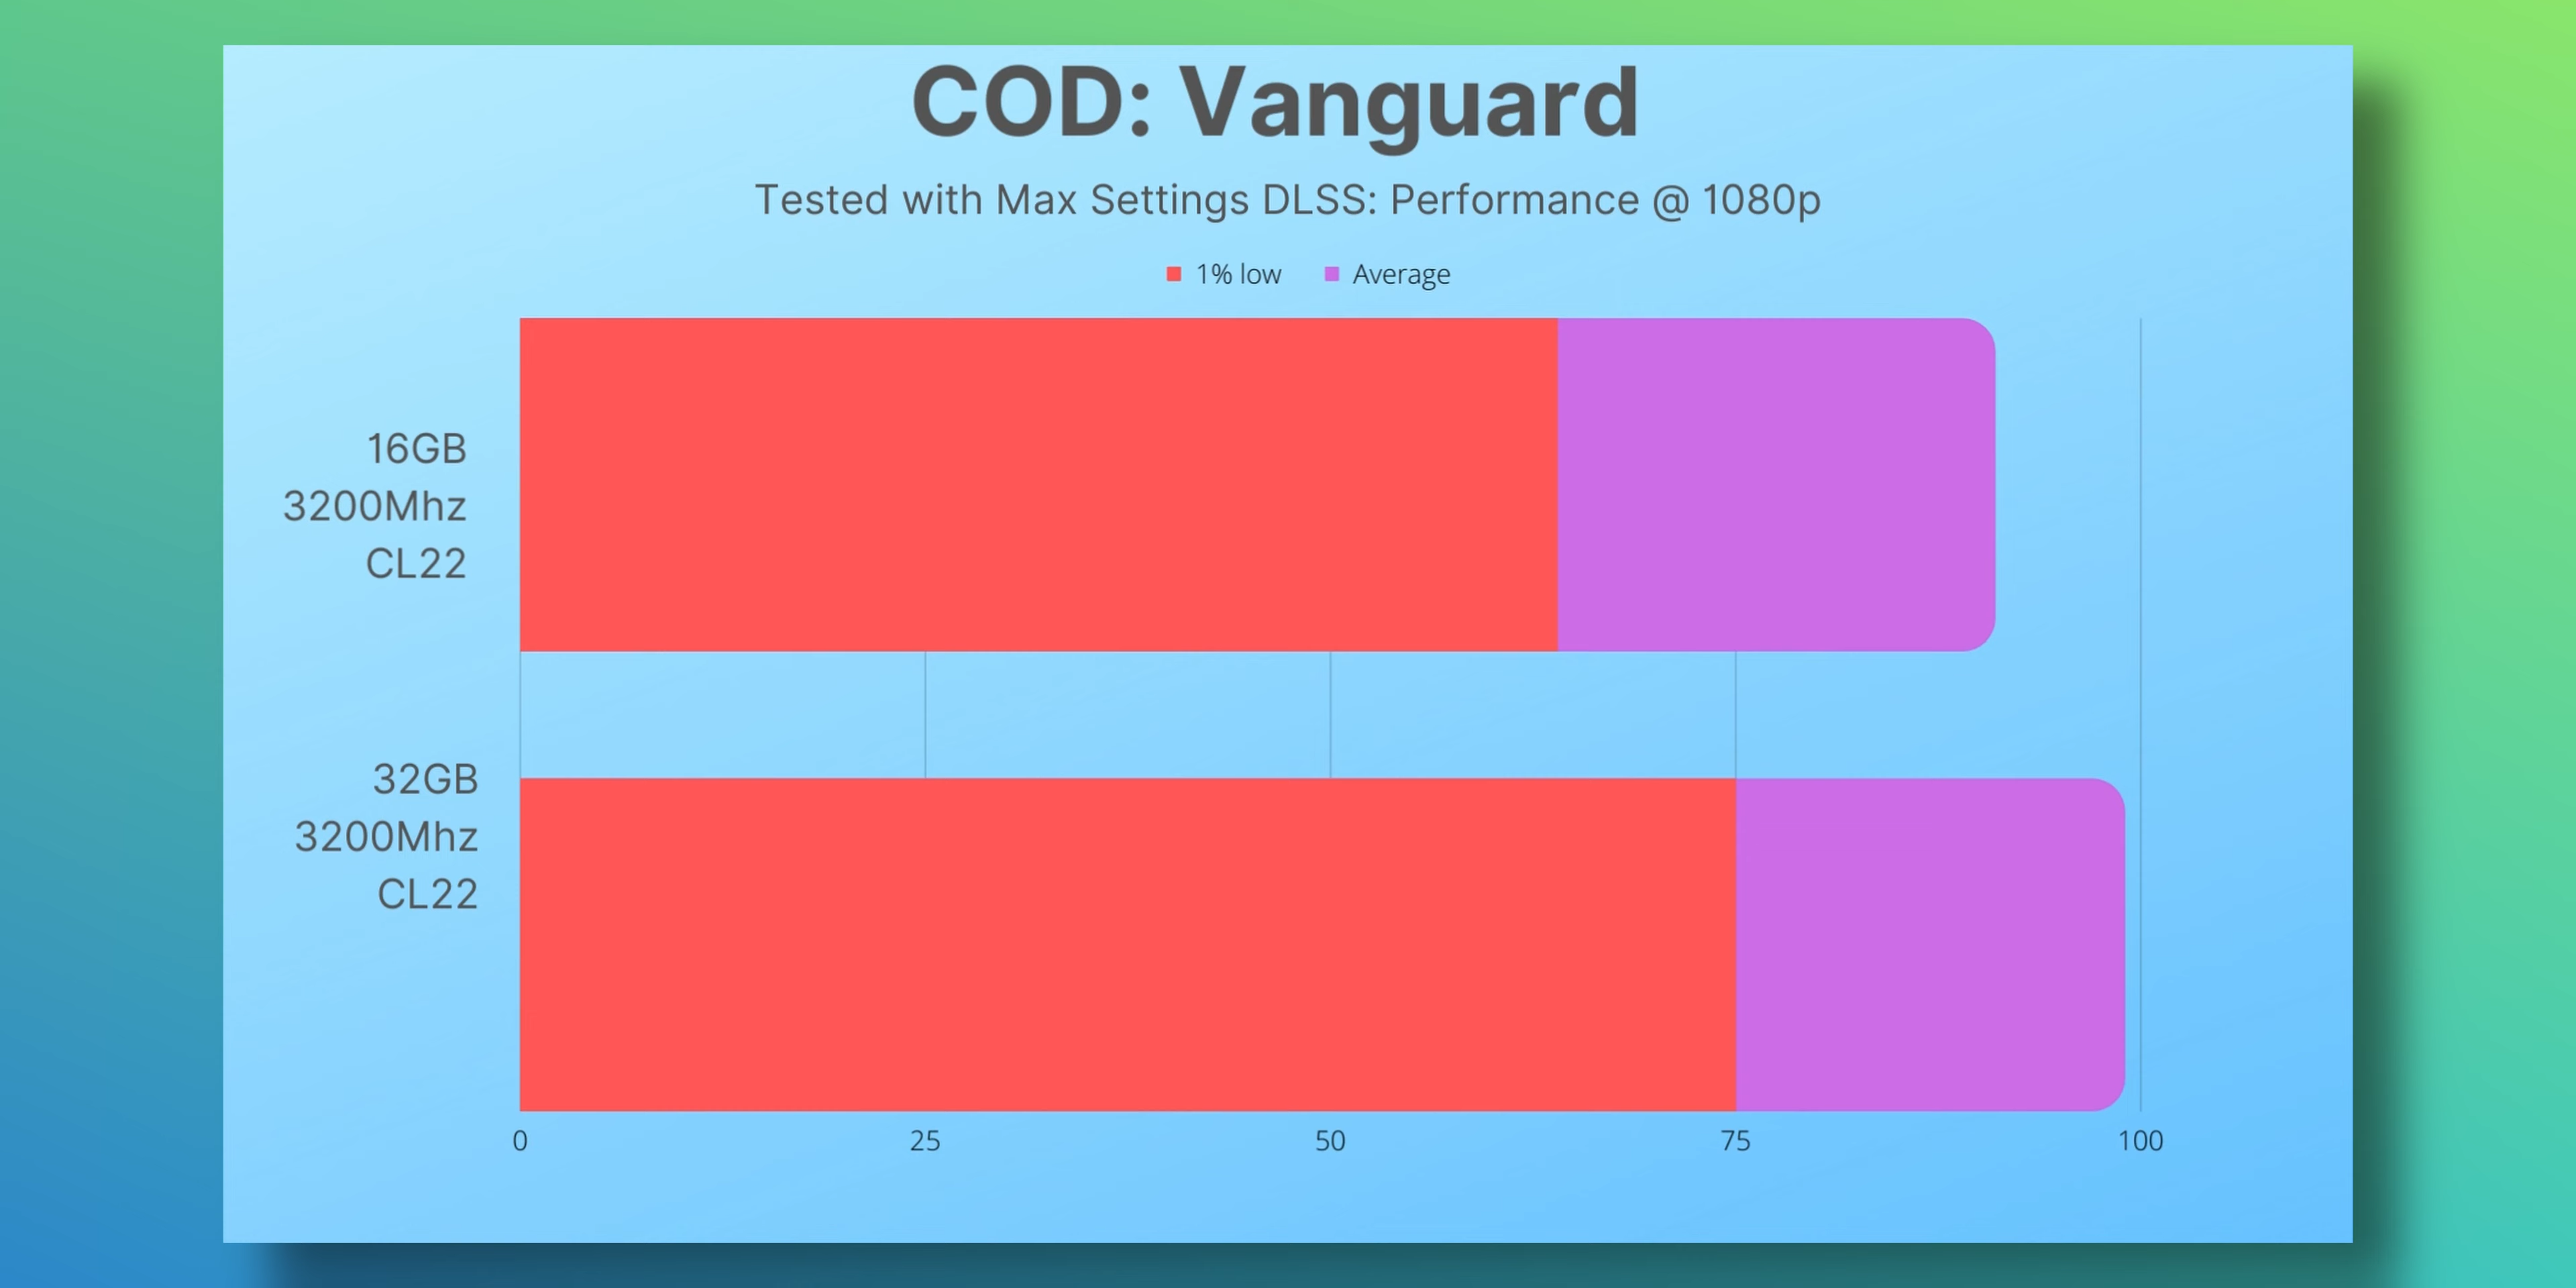 COD: Vanguard
Tested with Max Settings DLSS: Performance @ 1080p
1% low
Average
16GB
3200Mhz
CL22
32GB
3200Mhz
CL22
0
25
50
75
100